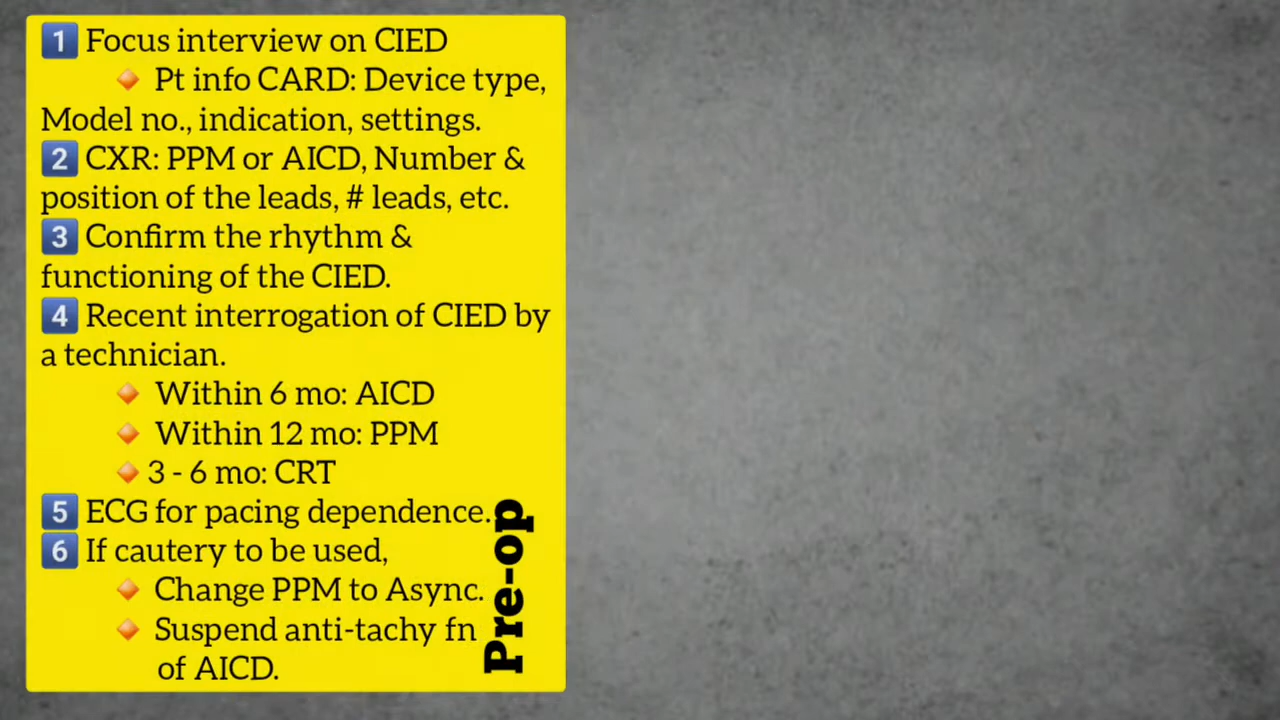 1 Focus interview on CIED
🔸 Pt info CARD: Device type,
Model no., indication, settings.
2 CXR: PPM or AICD, Number &
position of the leads, # leads, etc.
3 Confirm the rhythm &
functioning of the CIED.
4 Recent interrogation of CIED by
a technician.
🔸 Within 6 mo: AICD
🔸 Within 12 mo: PPM
🔸 3 - 6 mo: CRT
5 ECG for pacing dependence.
6 If cautery to be used,
🔸 Change PPM to Async.
🔸 Suspend anti-tachy fn
of AICD.
Pre-op